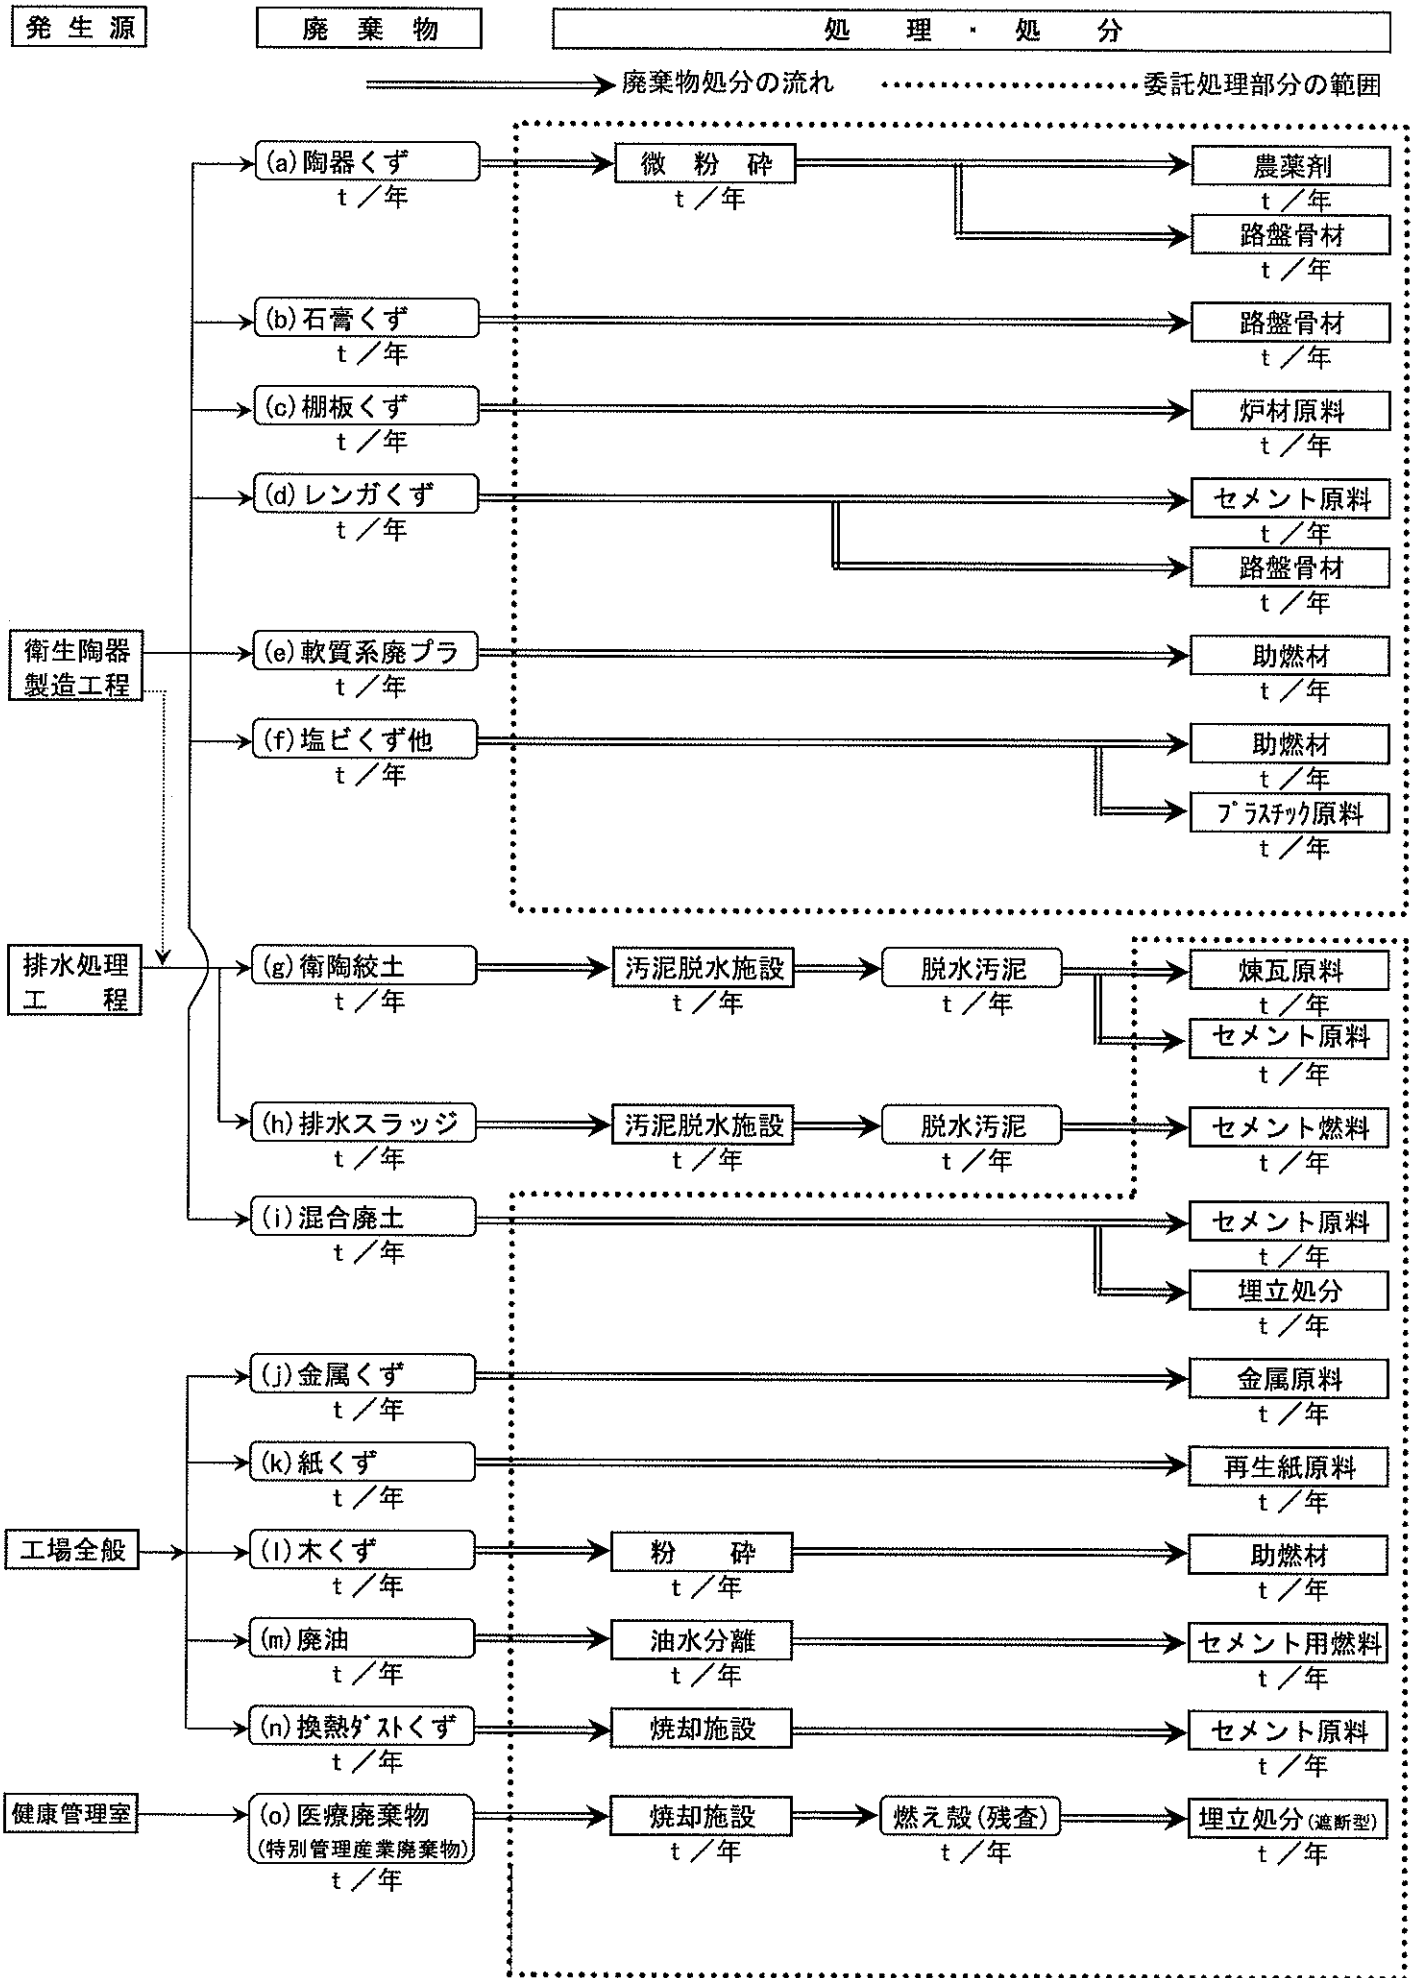 発生源 廃棄物 処理・処分
廃棄物処分の流れ 委託処理部分の範囲
(a)陶器くず 微粉砕 農薬剤
t／年 t／年 t／年
路盤骨材
t／年
(b)石膏くず 路盤骨材
t／年 t／年
(c)棚板くず 炉材原料
t／年 t／年
(d)レンガくず セメント原料
t／年 t／年
路盤骨材
t／年
衛生陶器
製造工程
(e)軟質系廃プラ 助燃材
t／年 t／年
(f)塩ビくず他 助燃材
t／年 t／年
プラスチック原料
t／年
排水処理
工程
(g)衛陶絞土 汚泥脱水施設 脱水汚泥 煉瓦原料
t／年 t／年 t／年 t／年
セメント原料
t／年
(h)排水スラッジ 汚泥脱水施設 脱水汚泥 セメント燃料
t／年 t／年 t／年 t／年
(i)混合廃土 セメント原料
t／年 t／年
埋立処分
t／年
(j)金属くず 金属原料
t／年 t／年
(k)紙くず 再生紙原料
t／年 t／年
工場全般 (l)木くず 粉砕 助燃材
t／年 t／年 t／年
(m)廃油 油水分離 セメント用燃料
t／年 t／年 t／年
(n)換熱ダストくず 焼却施設 セメント原料
t／年 t／年
健康管理室 (o)医療廃棄物 焼却施設 燃え殻(残査) 埋立処分(遮断型)
(特別管理産業廃棄物)
t／年 t／年 t／年 t／年